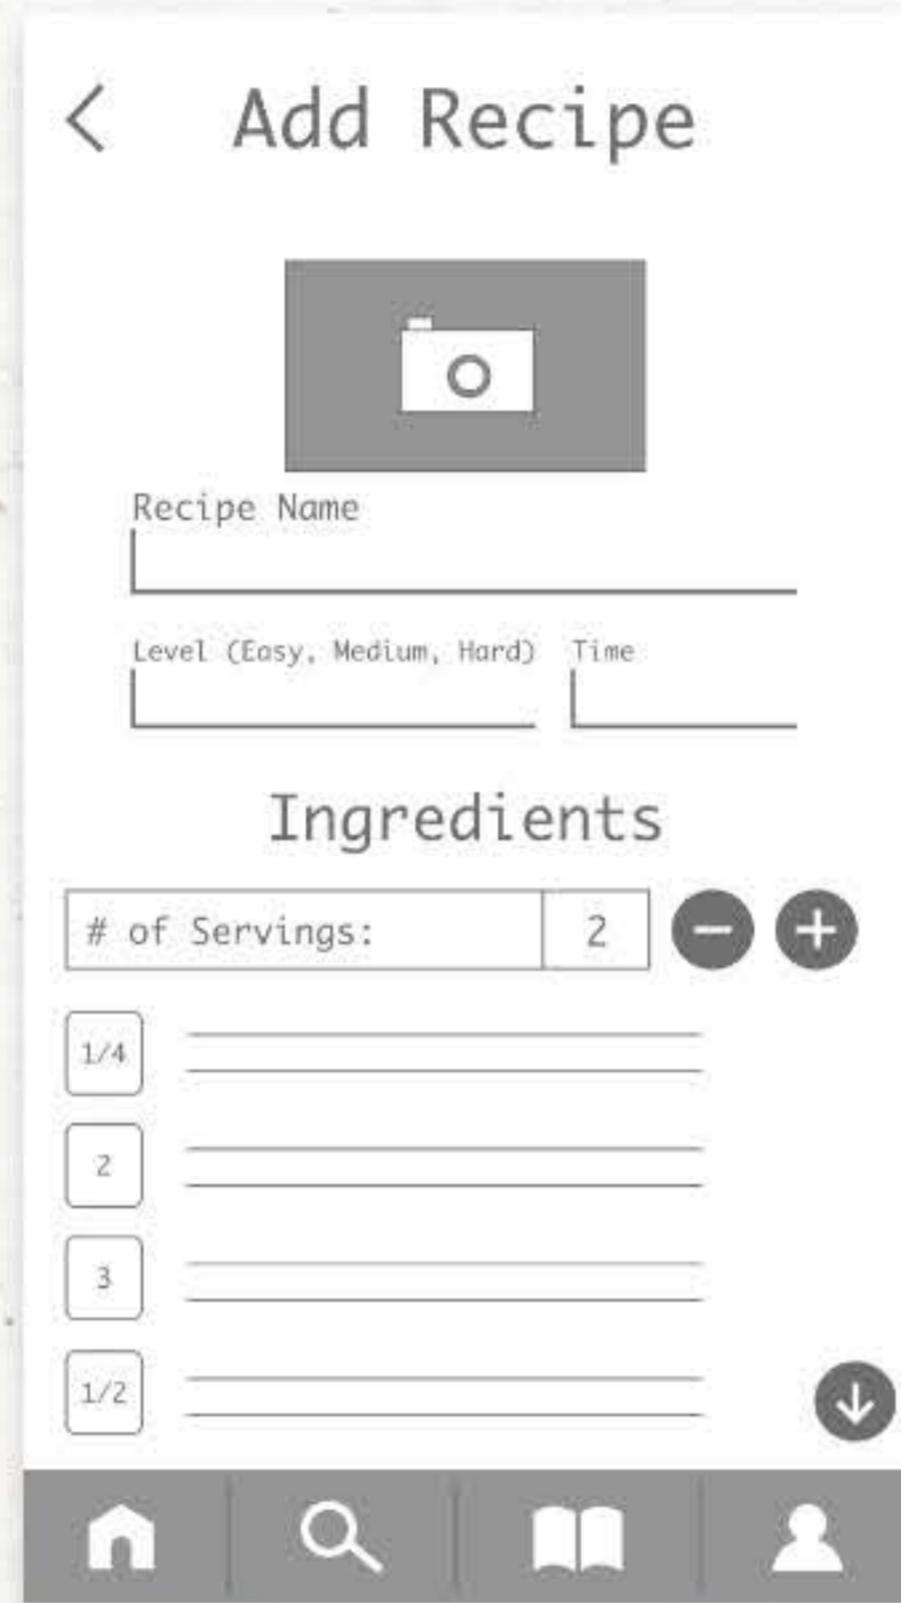 Add Recipe
Recipe Name
Level (Easy, Medium, Hard) Time
Ingredients
# of Servings: 2
1/4
2
3
1/2